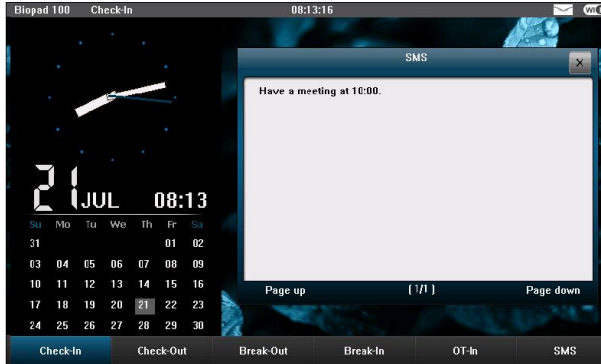 Biopad 100 Check-In 08:13:16
SMS
Have a meeting at 10:00.
21 JUL 08:13
Su Mo Tu We Th Fr Sa
31 01 02
03 04 05 06 07 08 09
10 11 12 13 14 15 16
17 18 19 20 21 22 23
24 25 26 27 28 29 30
Page up (1/1) Page down
Check-In Check-Out Break-Out Break-In OT-In SMS